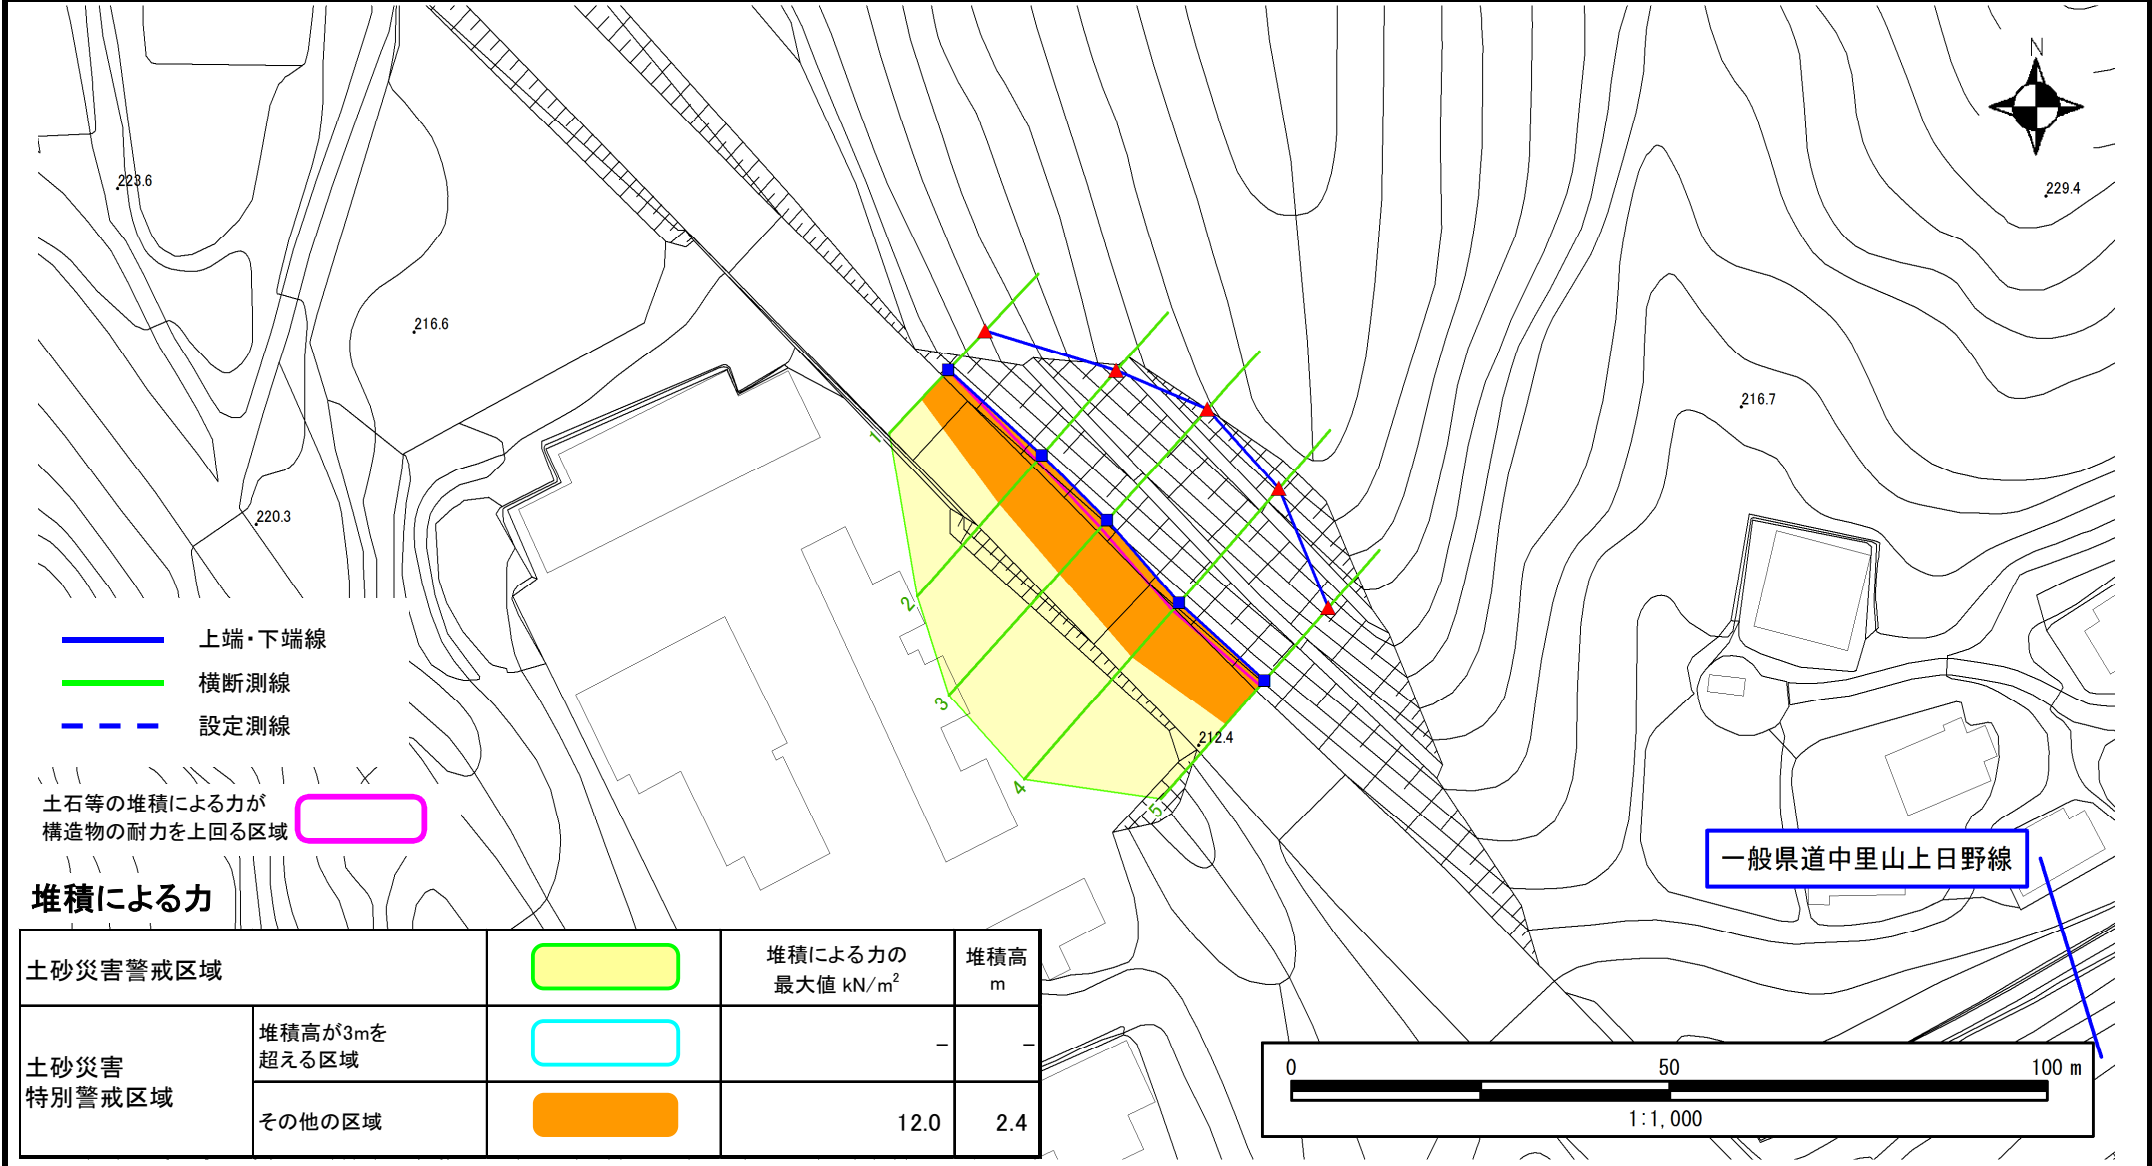 N
223.6
229.4
216.6
216.7
220.3
1
2
3
4
5
212.4
上端・下端線
横断測線
設定測線
土石等の堆積による力が
構造物の耐力を上回る区域
一般県道中里山上日野線
堆積による力
土砂災害警戒区域
堆積による力の
最大値 kN/m²
堆積高
m
土砂災害
特別警戒区域
堆積高が3mを
超える区域
－
－
その他の区域
12.0
2.4
0
50
100 m
1:1,000